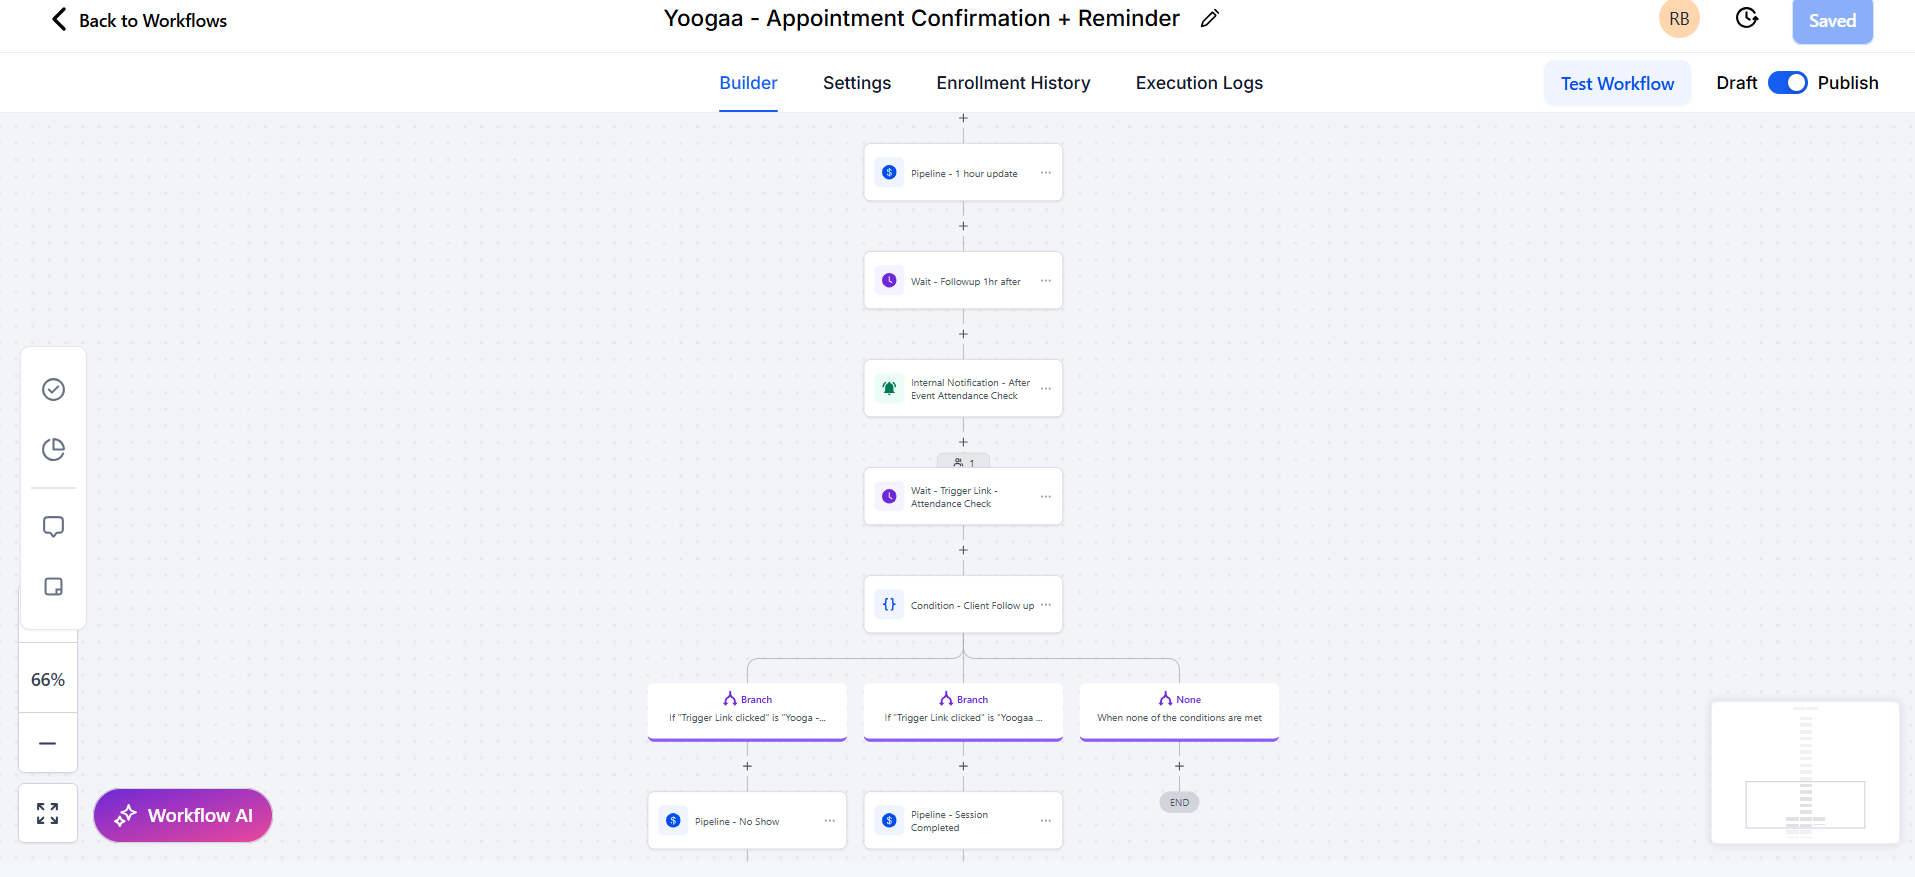 Back to Workflows
Yoogaa - Appointment Confirmation + Reminder
RB
Saved
Builder
Settings
Enrollment History
Execution Logs
Test Workflow
Draft
Publish
Pipeline - 1 hour update
Wait - Followup 1hr after
Internal Notification - After
Event Attendance Check
1
Wait - Trigger Link -
Attendance Check
Condition - Client Follow up
Branch
If "Trigger Link clicked" is "Yooga -...
Branch
If "Trigger Link clicked" is "Yoogaa ...
None
When none of the conditions are met
Pipeline - No Show
Pipeline - Session
Completed
END
66%
Workflow AI